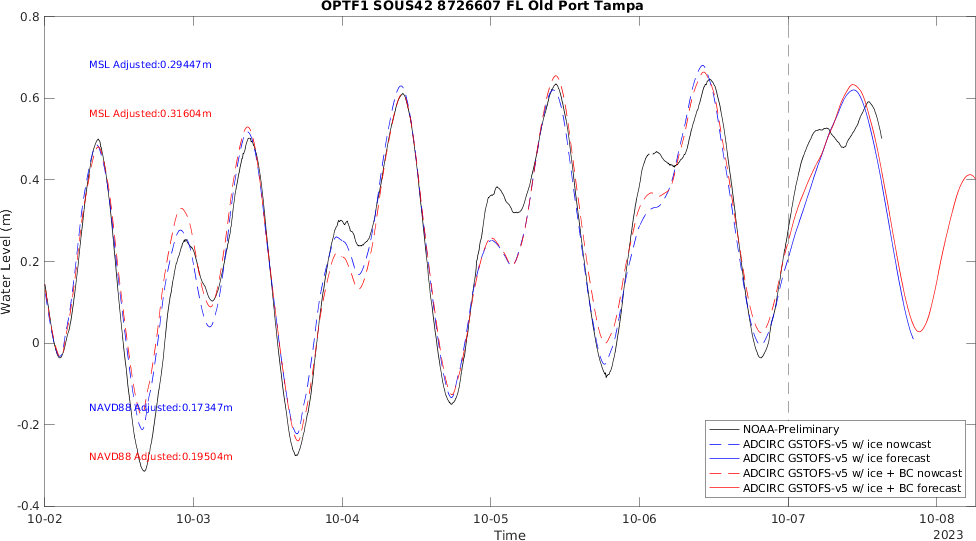 OPTF1 SOUS42 8726607 FL Old Port Tampa
0.8
0.6
0.4
0.2
0
-0.2
-0.4
Water Level (m)
MSL Adjusted:0.29447m
MSL Adjusted:0.31604m
NAVD88 Adjusted:0.17347m
NAVD88 Adjusted:0.19504m
NOAA-Preliminary
ADCIRC GSTOFS-v5 w/ ice nowcast
ADCIRC GSTOFS-v5 w/ ice forecast
ADCIRC GSTOFS-v5 w/ ice + BC nowcast
ADCIRC GSTOFS-v5 w/ ice + BC forecast
10-02 10-03 10-04 10-05 10-06 10-07 10-08
Time
2023